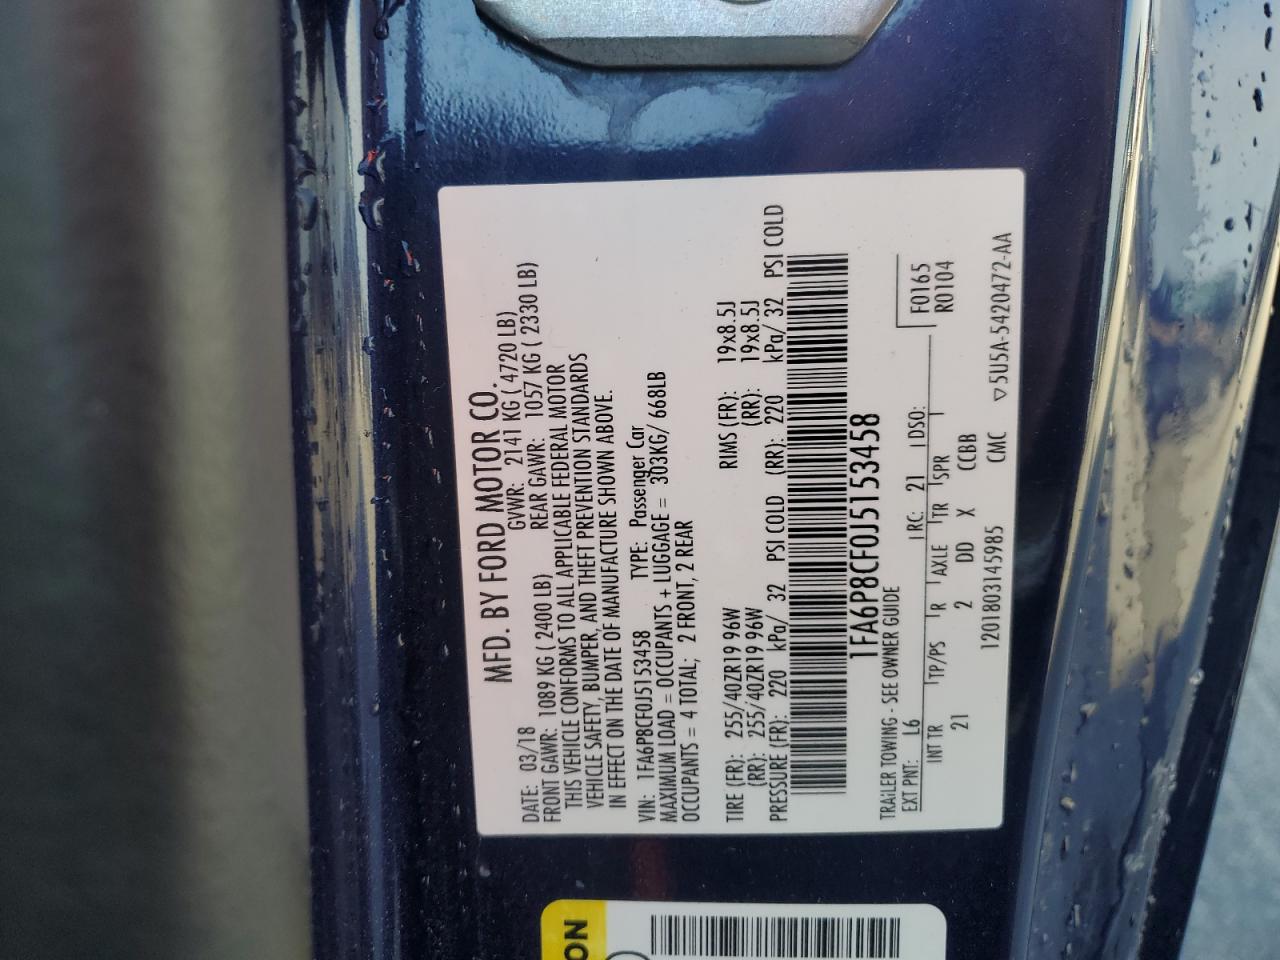 MFD. BY FORD MOTOR CO.
DATE: 03/18 GVWR: 2141 KG ( 4720 LB)
FRONT GAWR: 1089 KG ( 2400 LB) REAR GAWR: 1057 KG ( 2330 LB)
THIS VEHICLE CONFORMS TO ALL APPLICABLE FEDERAL MOTOR
VEHICLE SAFETY, BUMPER, AND THEFT PREVENTION STANDARDS
IN EFFECT ON THE DATE OF MANUFACTURE SHOWN ABOVE.
VIN: 1FA6P8CF0J5153458 TYPE: Passenger Car
MAXIMUM LOAD = OCCUPANTS + LUGGAGE = 303KG/ 668LB
OCCUPANTS = 4 TOTAL; 2 FRONT, 2 REAR
TIRE (FR): 255/40ZR19 96W RIMS (FR): 19x8.5J
(RR): 255/40ZR19 96W (RR): 19x8.5J
PRESSURE (FR): 220 kPa/ 32 PSI COLD (RR): 220 kPa/ 32 PSI COLD
1FA6P8CF0J5153458
TRAILER TOWING - SEE OWNER GUIDE
EXT PNT: L6 RC: 21 DSO: F0165
INT TR TP/PS R AXLE TR SPR R0104
21 2 DD X CCBB
1201803145985 CMC ▽5U5A-5420472-AA
ON